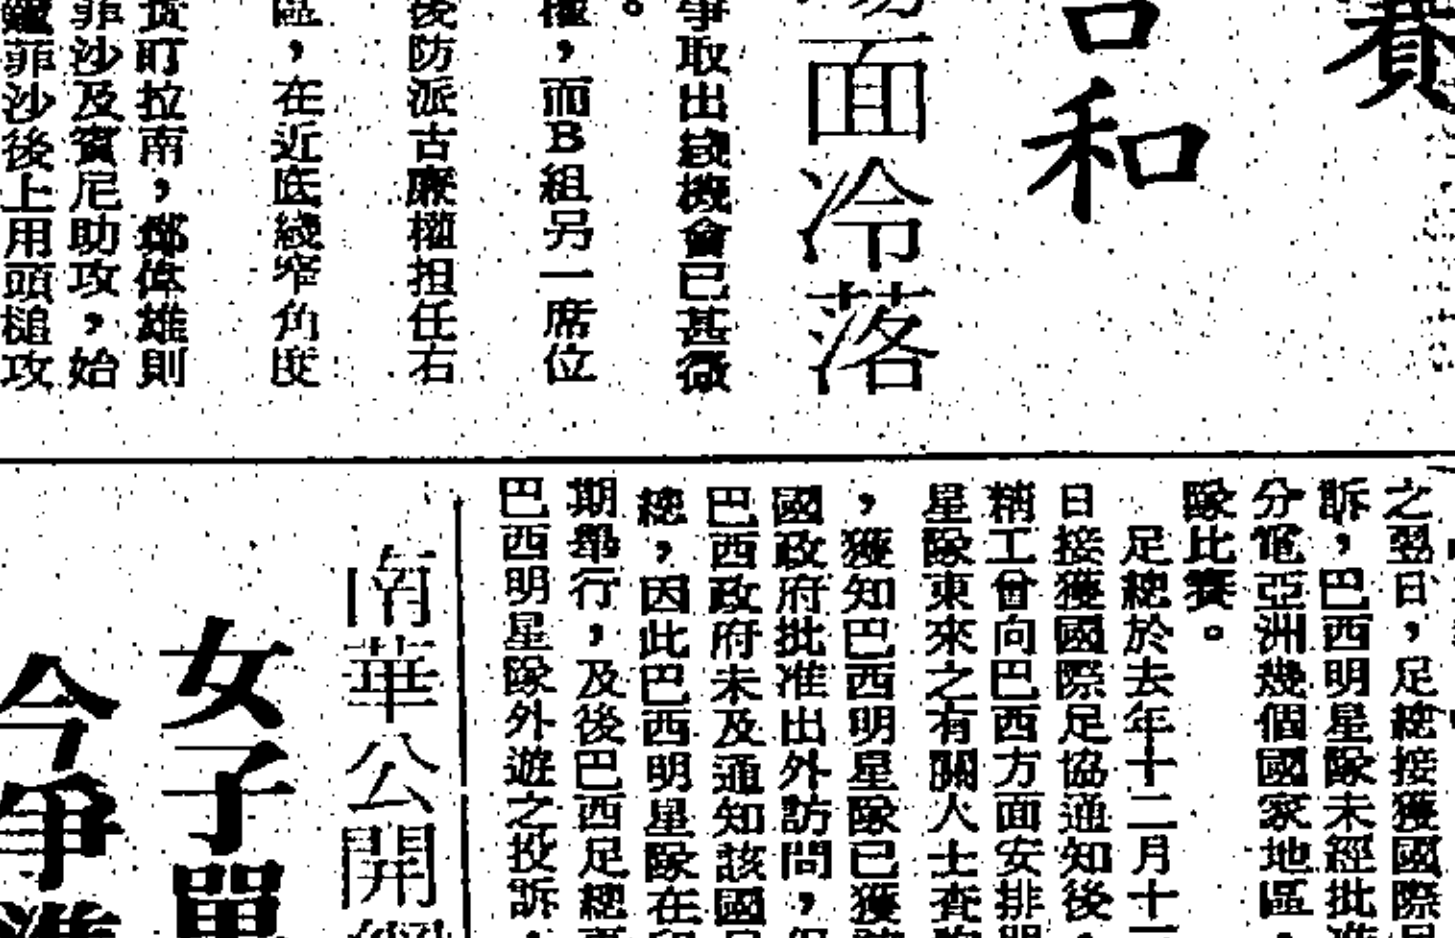 賽
和
場面冷落
爭取出綫機會已甚微
。
權，而B組另一席位
後防派古廉權担任右
區，在近底綫窄角度
盯拉南，鄭偉雄則
菲沙及賓尼助攻，始
菲沙後上用頭槌攻
之翌日，足總接獲國際
訴，巴西明星隊未經批准
分電亞洲幾個國家地區
隊比賽。
足總於去年十二月十
日接獲國際足協通知後，
精工會向巴西方面安排
星隊東來之有關人士查
，獲知巴西明星隊已獲
國政府批准出外訪問，但
巴西政府未及通知該國
總，因此巴西明星隊在
期舉行，及後巴西足總
巴西明星隊外遊之投訴，
南華公開
女子單
今爭